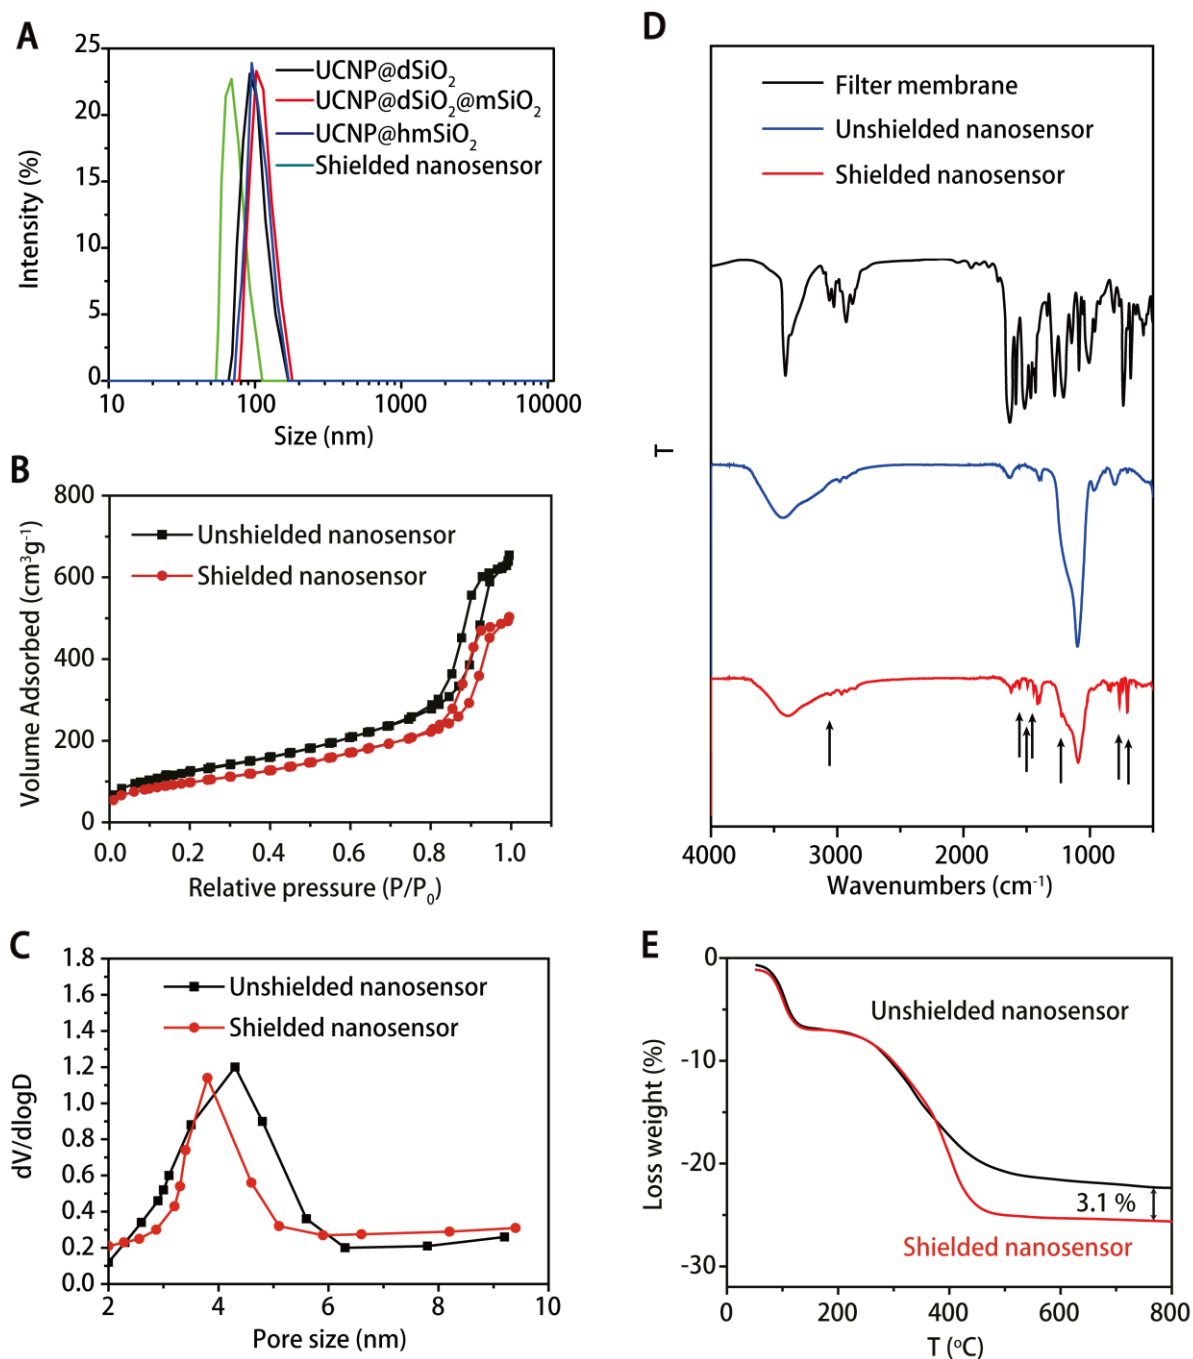 A
25
20
15
10
5
0
Intensity (%)
UCNP@dSiO2
UCNP@dSiO2@mSiO2
UCNP@hmSiO2
Shielded nanosensor
10 100 1000 10000
Size (nm)
B
800
600
400
200
0
Volume Adsorbed (cm³g⁻¹)
Unshielded nanosensor
Shielded nanosensor
0.0 0.2 0.4 0.6 0.8 1.0
Relative pressure (P/P0)
C
1.8
1.6
1.4
1.2
1.0
0.8
0.6
0.4
0.2
0.0
dV/dlogD
Unshielded nanosensor
Shielded nanosensor
2 4 6 8 10
Pore size (nm)
D
Filter membrane
Unshielded nanosensor
Shielded nanosensor
T
4000 3000 2000 1000
Wavenumbers (cm⁻¹)
E
0
-10
-20
-30
Loss weight (%)
Unshielded nanosensor
3.1 %
Shielded nanosensor
0 200 400 600 800
T (ºC)